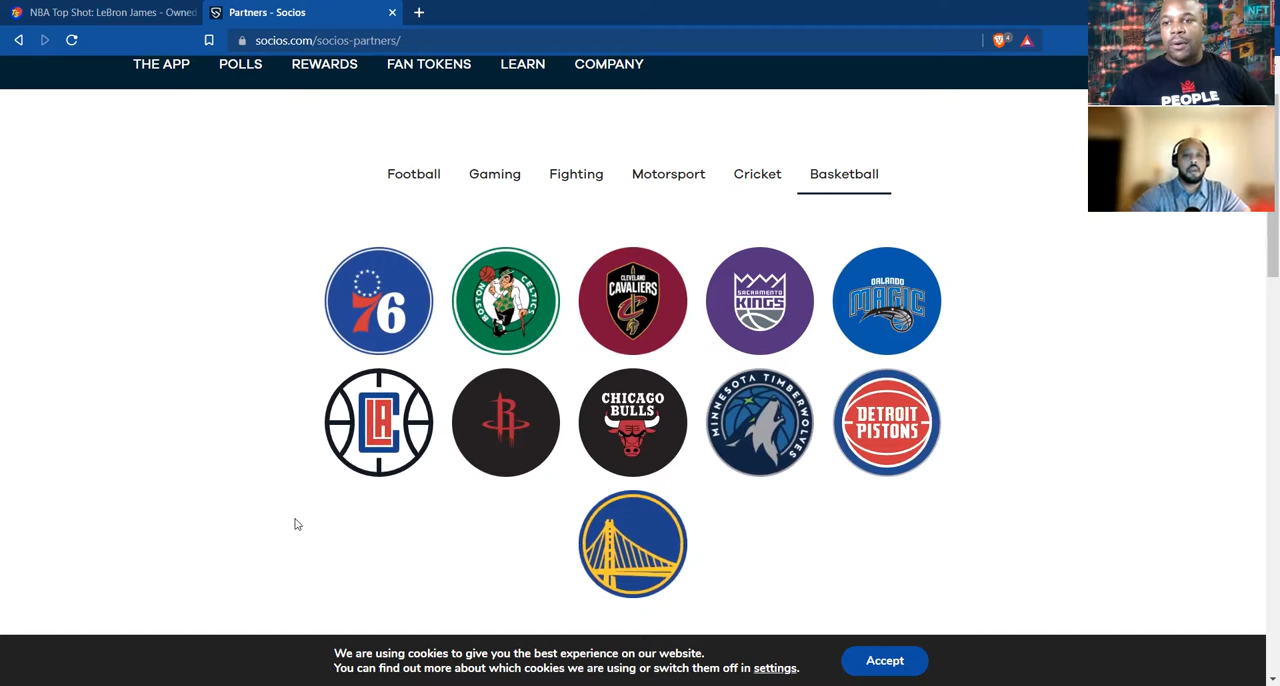 NBA Top Shot: LeBron James - Owned
Partners - Socios
socios.com/socios-partners/
4
NFT
PEOPLE
THE APP POLLS REWARDS FAN TOKENS LEARN COMPANY
Football Gaming Fighting Motorsport Cricket Basketball
76
BOSTON CELTICS
CLEVELAND CAVALIERS
C
SACRAMENTO KINGS
ORLANDO MAGIC
LA
R
CHICAGO BULLS
MINNESOTA TIMBERWOLVES
DETROIT PISTONS
We are using cookies to give you the best experience on our website.
You can find out more about which cookies we are using or switch them off in settings.
Accept